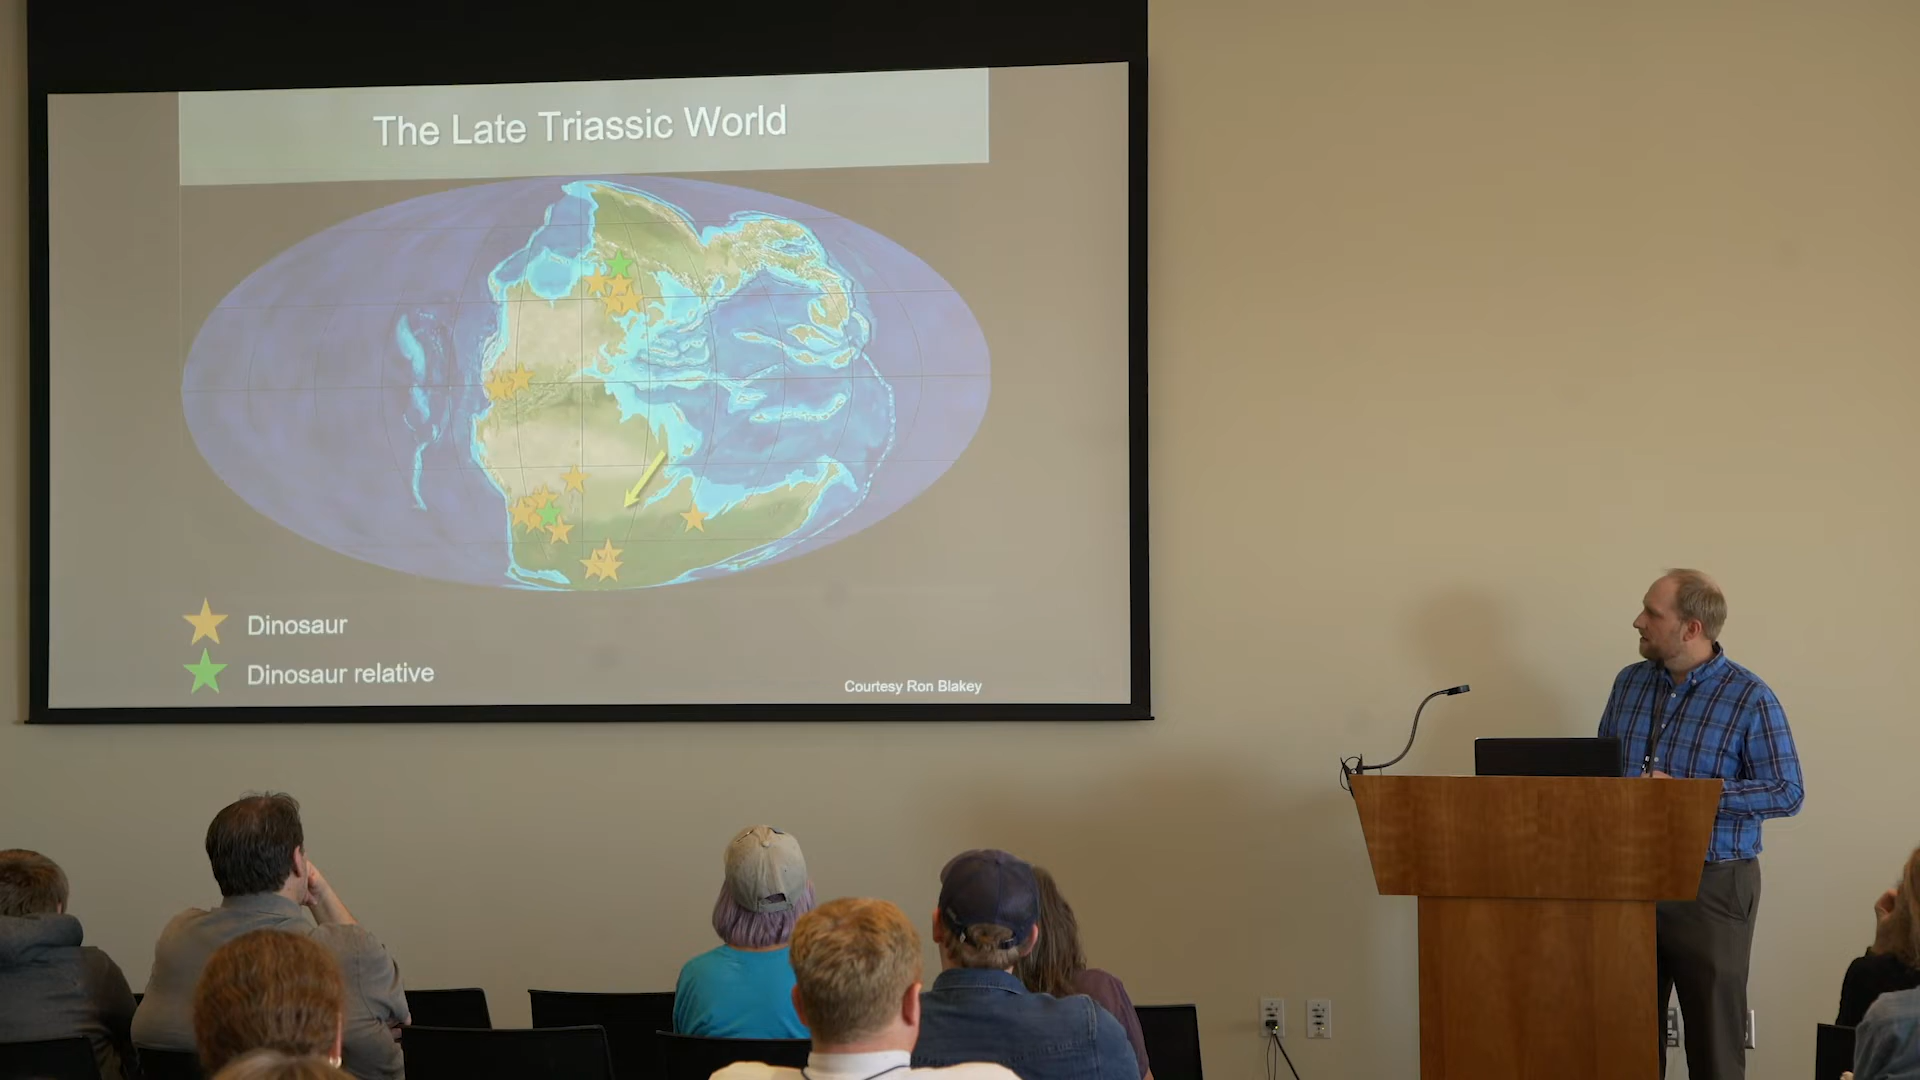 The Late Triassic World
Dinosaur
Dinosaur relative
Courtesy Ron Blakey